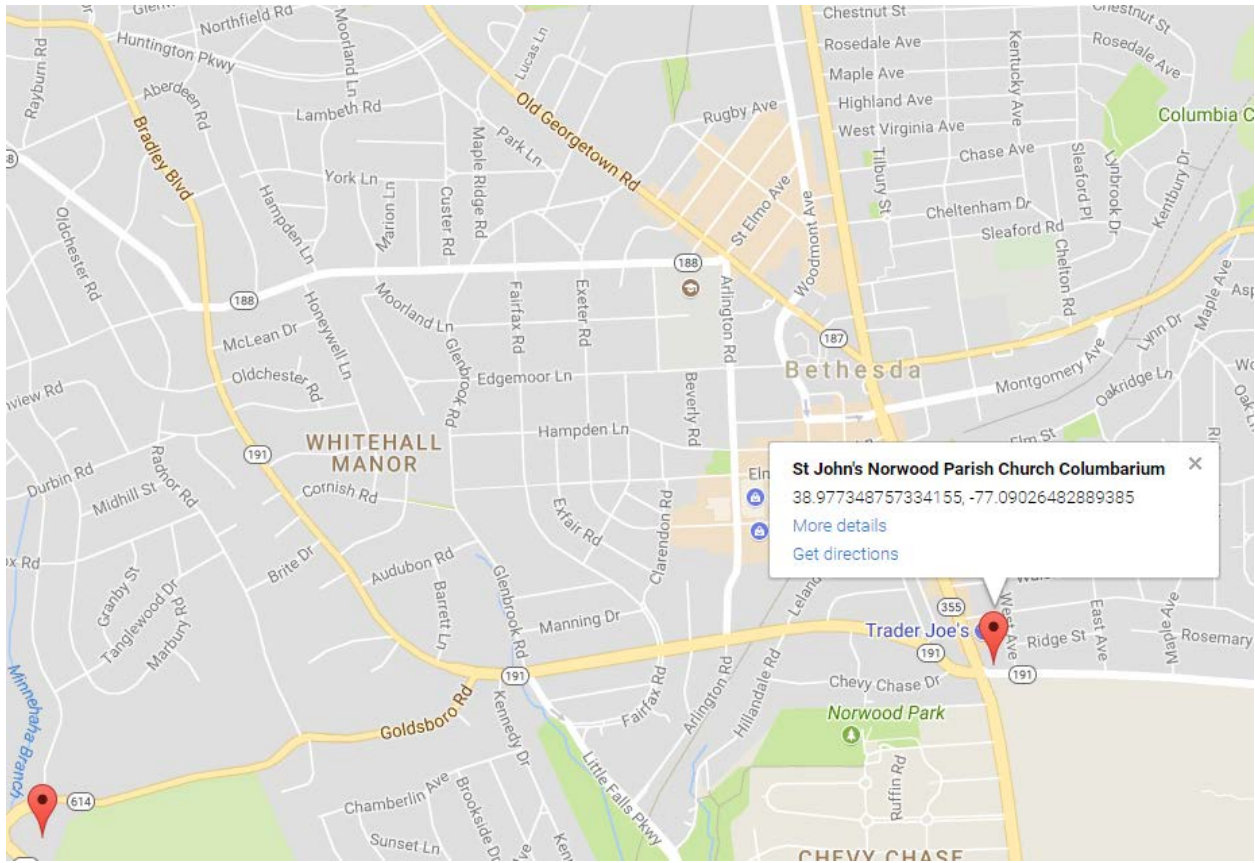 Northfield Rd
Moorland Ln
Lucas Ln
Chestnut St
Chestnut St
Rosedale Ave
Rosedale Ave
Kentucky Ave
Huntington Pkwy
Rayburn Rd
Maple Ave
Aberdeen Rd
Old Georgetown Rd
Highland Ave
Lambeth Rd
Rugby Ave
Columbia C
West Virginia Ave
Bradley Blvd
Park Ln
Maple Ridge Rd
Chase Ave
Tilbury St
Sleaford Pl
Lynbrook Dr
Kentbury Dr
York Ln
Marion Ln
Custer Rd
St Elmo Ave
Woodmont Ave
Cheltenham Dr
Sleaford Rd
Oldchester Rd
Hampden Ln
188
188
Chelton Rd
Maple Ave
Moorland Ln
Fairfax Rd
Exeter Rd
Arlington Rd
Honeywell Ln
McLean Dr
187
Lynn Dr
Glenbrook Rd
Bethesda
Montgomery Ave
Oldchester Rd
Edgemoor Ln
Beverly Rd
Oakridge Ln
nview Rd
WHITEHALL
MANOR
Hampden Ln
Elm St
191
Durbin Rd
Radnor Rd
Midhill St
Cornish Rd
Exfair Rd
Clarendon Rd
St John's Norwood Parish Church Columbarium
38.977348757334155, -77.09026482889385
More details
Get directions
ox Rd
Brite Dr
Audubon Rd
Granby St
Tanglewood Dr
Marbury Rd
Barrett Ln
Glenbrook Rd
Manning Dr
355
West Ave
East Ave
Maple Ave
Trader Joe's
Ridge St
Rosemary
191
191
191
Minnehaha Branch
Goldsboro Rd
Kennedy Dr
Fairfax Rd
Arlington Rd
Hillandale Rd
Chevy Chase Dr
Norwood Park
Little Falls Pkwy
Ruffin Rd
614
Chamberlin Ave
Brookside Dr
Sunset Ln
CHEVY CHASE